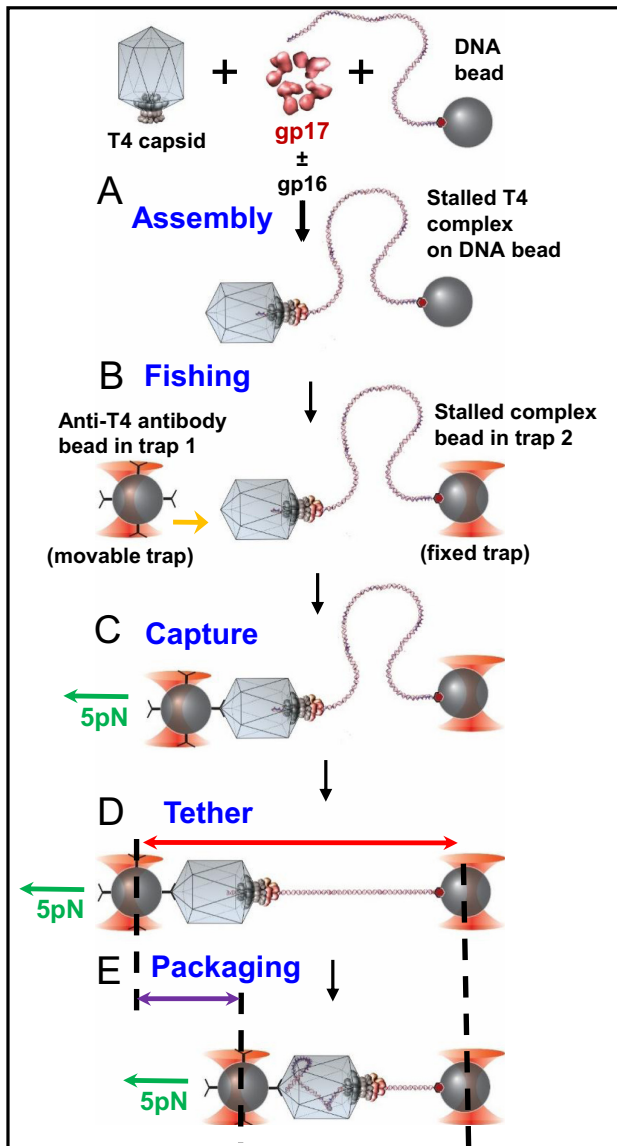 T4 capsid
+
gp17
±
gp16
+
DNA
bead
A
Assembly
Stalled T4
complex
on DNA bead
B
Fishing
Anti-T4 antibody
bead in trap 1
(movable trap)
Stalled complex
bead in trap 2
(fixed trap)
C
Capture
5pN
D
Tether
5pN
E
Packaging
5pN